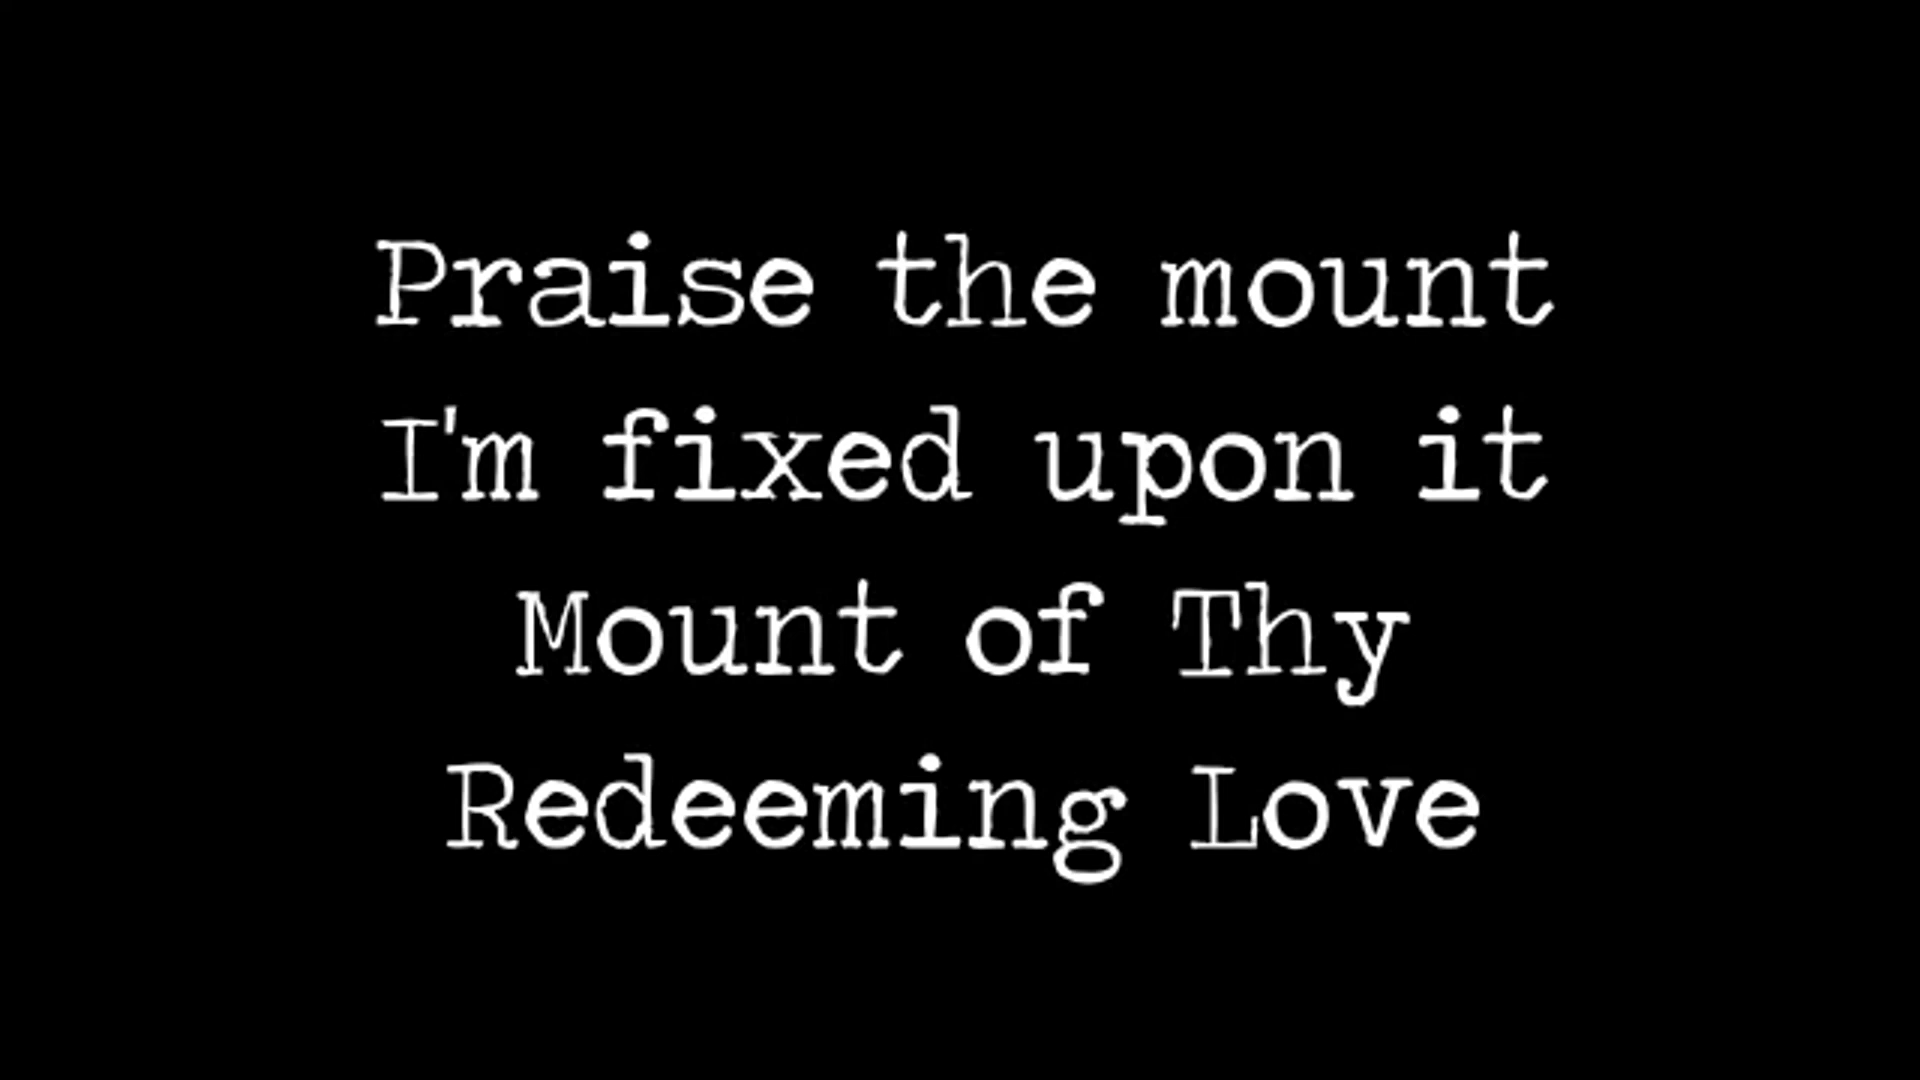 Praise the mount
I'm fixed upon it
Mount of Thy
Redeeming Love